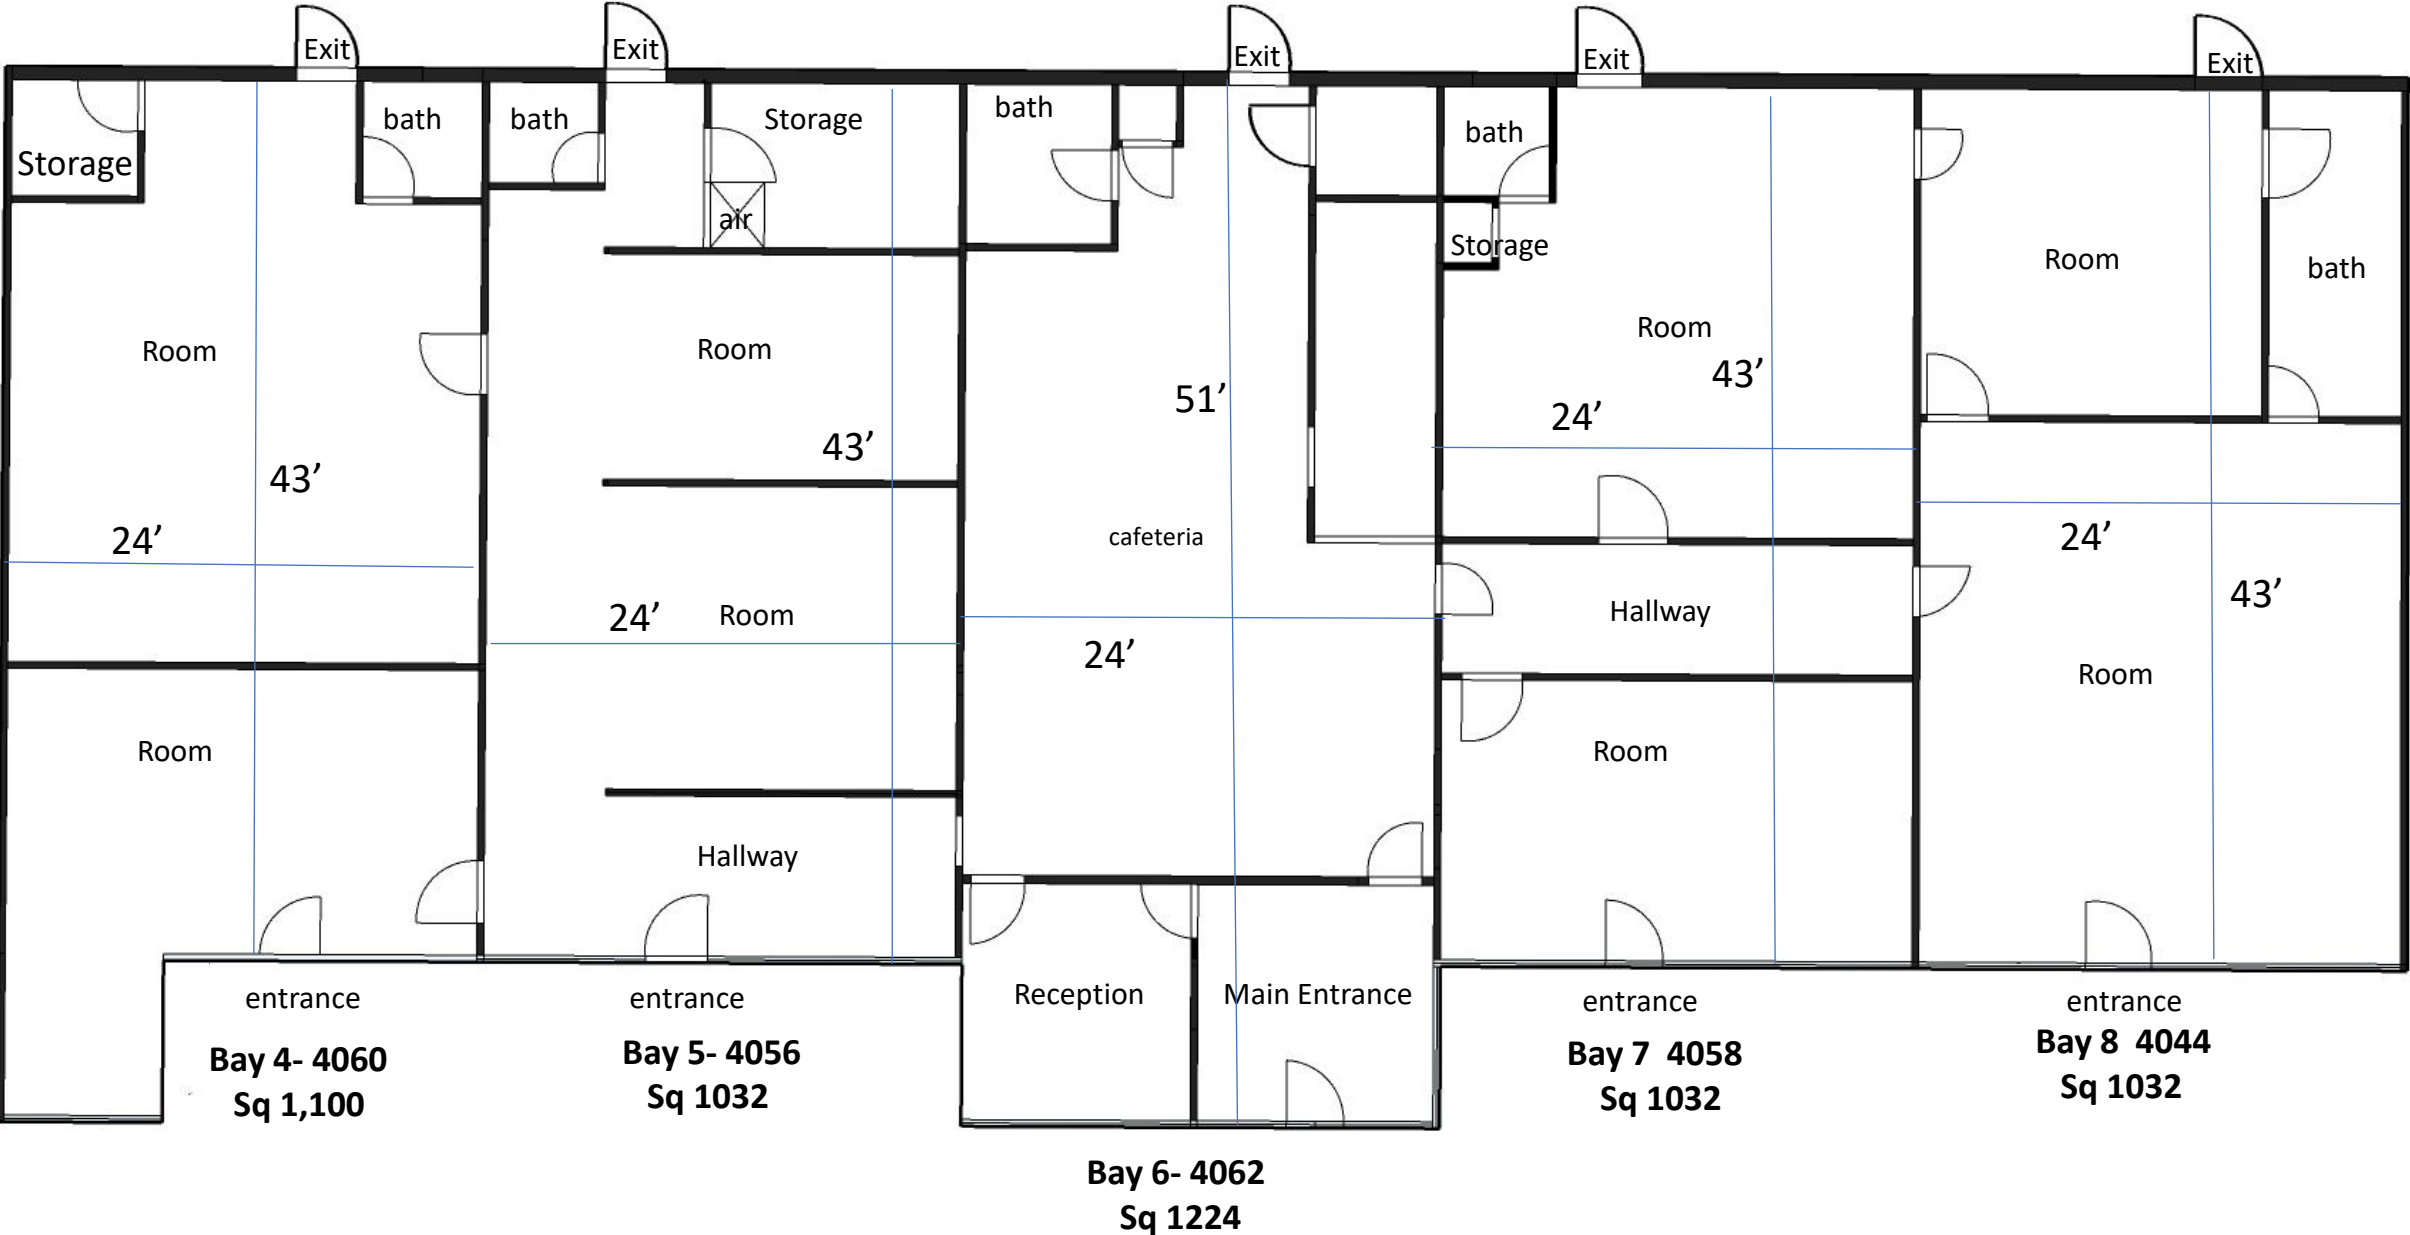 Exit
Exit
Exit
Exit
Exit
Storage
bath
bath
Storage
air
bath
bath
Storage
Room
bath
Room
Room
Room
43’
24’
43’
24’
Room
51’
cafeteria
24’
43’
24’
Hallway
24’
43’
Room
Room
Hallway
Room
Reception
Main Entrance
entrance
Bay 4- 4060
Sq 1,100
entrance
Bay 5- 4056
Sq 1032
Bay 6- 4062
Sq 1224
entrance
Bay 7  4058
Sq 1032
entrance
Bay 8  4044
Sq 1032